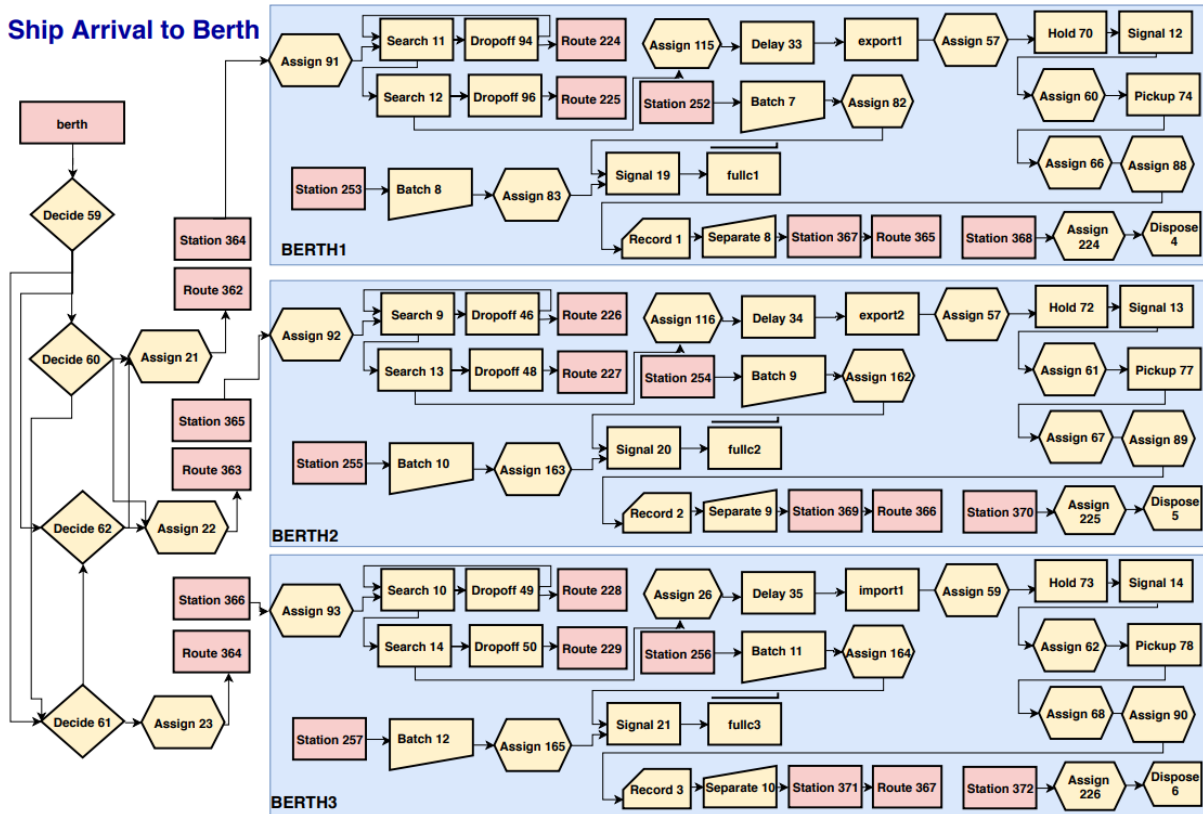 Ship Arrival to Berth
berth
Decide 59
Station 364
Route 362
Decide 60
Assign 21
Station 365
Route 363
Decide 62
Assign 22
Station 366
Route 364
Decide 61
Assign 23
Assign 91
Search 11
Dropoff 94
Route 224
Search 12
Dropoff 96
Route 225
Assign 115
Delay 33
export1
Assign 57
Hold 70
Signal 12
Station 252
Batch 7
Assign 82
Assign 60
Pickup 74
Station 253
Batch 8
Assign 83
Signal 19
fullc1
Assign 66
Assign 88
Record 1
Separate 8
Station 367
Route 365
Station 368
Assign
224
Dispose
4
BERTH1
Assign 92
Search 9
Dropoff 46
Route 226
Search 13
Dropoff 48
Route 227
Assign 116
Delay 34
export2
Assign 57
Hold 72
Signal 13
Station 254
Batch 9
Assign 162
Assign 61
Pickup 77
Station 255
Batch 10
Assign 163
Signal 20
fullc2
Assign 67
Assign 89
Record 2
Separate 9
Station 369
Route 366
Station 370
Assign
225
Dispose
5
BERTH2
Assign 93
Search 10
Dropoff 49
Route 228
Search 14
Dropoff 50
Route 229
Assign 26
Delay 35
import1
Assign 59
Hold 73
Signal 14
Station 256
Batch 11
Assign 164
Assign 62
Pickup 78
Station 257
Batch 12
Assign 165
Signal 21
fullc3
Assign 68
Assign 90
Record 3
Separate 10
Station 371
Route 367
Station 372
Assign
226
Dispose
6
BERTH3